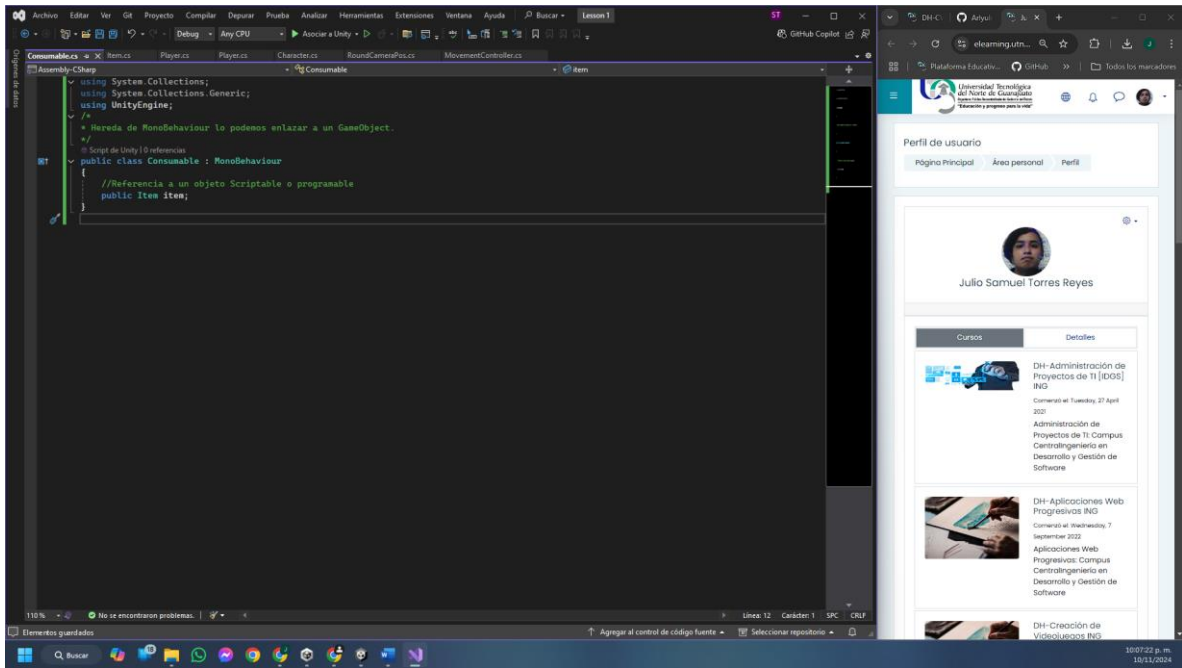 Archivo Editar Ver Git Proyecto Compilar Depurar Prueba Analizar Herramientas Extensiones Ventana Ayuda Buscar Lesson 1 ST
Debug Any CPU Asociar a Unity GitHub Copilot
Consumable.cs Item.cs Player.cs Player.cs Character.cs RoundCameraPos.cs MovementController.cs
Orígenes de datos
Assembly-CSharp Consumable item
using System.Collections;
using System.Collections.Generic;
using UnityEngine;
/*
* Hereda de MonoBehaviour lo podemos enlazar a un GameObject.
*/
Script de Unity | 0 referencias
public class Consumable : MonoBehaviour
{
//Referencia a un objeto Scriptable o programable
public Item item;
}
110 % No se encontraron problemas. Línea: 12 Carácter: 1 SPC CRLF
Elementos guardados Agregar al control de código fuente Seleccionar repositorio
DH-C
elearning.utn...
Plataforma Educativ... GitHub Todos los marcadores
Universidad Tecnológica
del Norte de Guanajuato
"Educación y progreso para la vida"
Perfil de usuario
Página Principal Área personal Perfil
Julio Samuel Torres Reyes
Cursos Detalles
DH-Administración de
Proyectos de TI [IDGS]
ING
Comenzó el: Tuesday, 27 April
2021
Administración de
Proyectos de TI: Campus
CentralIngeniería en
Desarrollo y Gestión de
Software
DH-Aplicaciones Web
Progresivas ING
Comenzó el: Wednesday, 7
September 2022
Aplicaciones Web
Progresivas: Campus
CentralIngeniería en
Desarrollo y Gestión de
Software
DH-Creación de
Videojuegos ING
Buscar
10:07:22 p. m.
10/11/2024